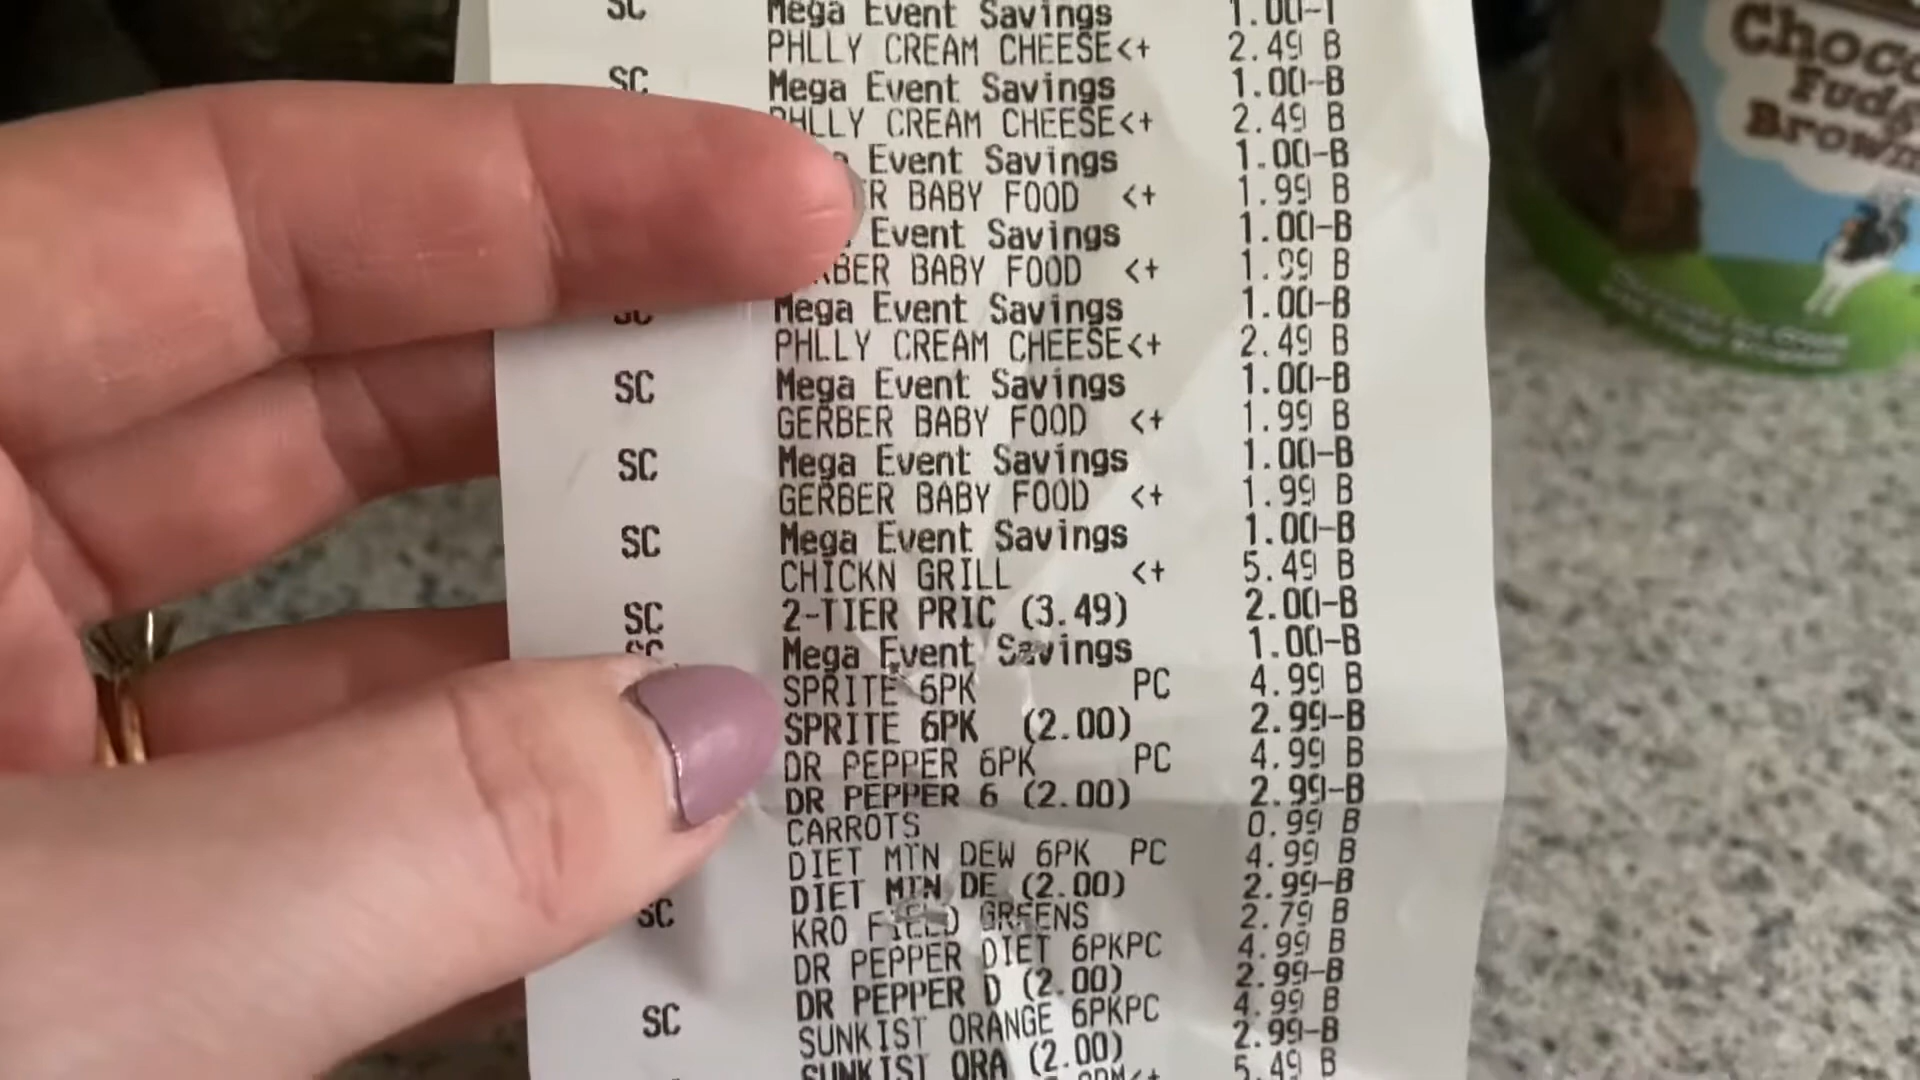 SC Mega Event Savings 1.00-T
PHLLY CREAM CHEESE<+ 2.49 B
SC Mega Event Savings 1.00-B
PHLLY CREAM CHEESE<+ 2.49 B
Event Savings 1.00-B
R BABY FOOD <+ 1.99 B
Event Savings 1.00-B
BER BABY FOOD <+ 1.99 B
SC Mega Event Savings 1.00-B
PHLLY CREAM CHEESE<+ 2.49 B
SC Mega Event Savings 1.00-B
GERBER BABY FOOD <+ 1.99 B
SC Mega Event Savings 1.00-B
GERBER BABY FOOD <+ 1.99 B
SC Mega Event Savings 1.00-B
CHICKN GRILL <+ 5.49 B
SC 2-TIER PRIC (3.49) 2.00-B
SC Mega Event Savings 1.00-B
SPRITE 6PK PC 4.99 B
SPRITE 6PK (2.00) 2.99-B
DR PEPPER 6PK PC 4.99 B
DR PEPPER 6 (2.00) 2.99-B
CARROTS 0.99 B
DIET MTN DEW 6PK PC 4.99 B
SC DIET MTN DE (2.00) 2.99-B
KRO FIELD GREENS 2.79 B
DR PEPPER DIET 6PKPC 4.99 B
SC DR PEPPER D (2.00) 2.99-B
SUNKIST ORANGE 6PKPC 4.99 B
SUNKIST ORA (2.00) 2.99-B
<+ 5.49 B
Choco
Fudg
Brown